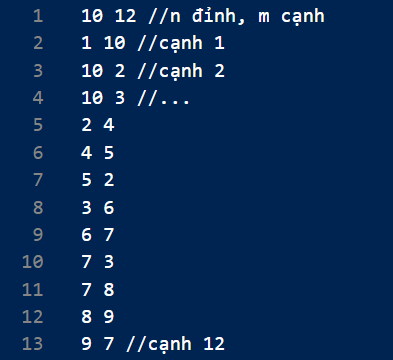 1 10 12 //n đỉnh, m cạnh
2 1 10 //cạnh 1
3 10 2 //cạnh 2
4 10 3 //...
5 2 4
6 4 5
7 5 2
8 3 6
9 6 7
10 7 3
11 7 8
12 8 9
13 9 7 //cạnh 12